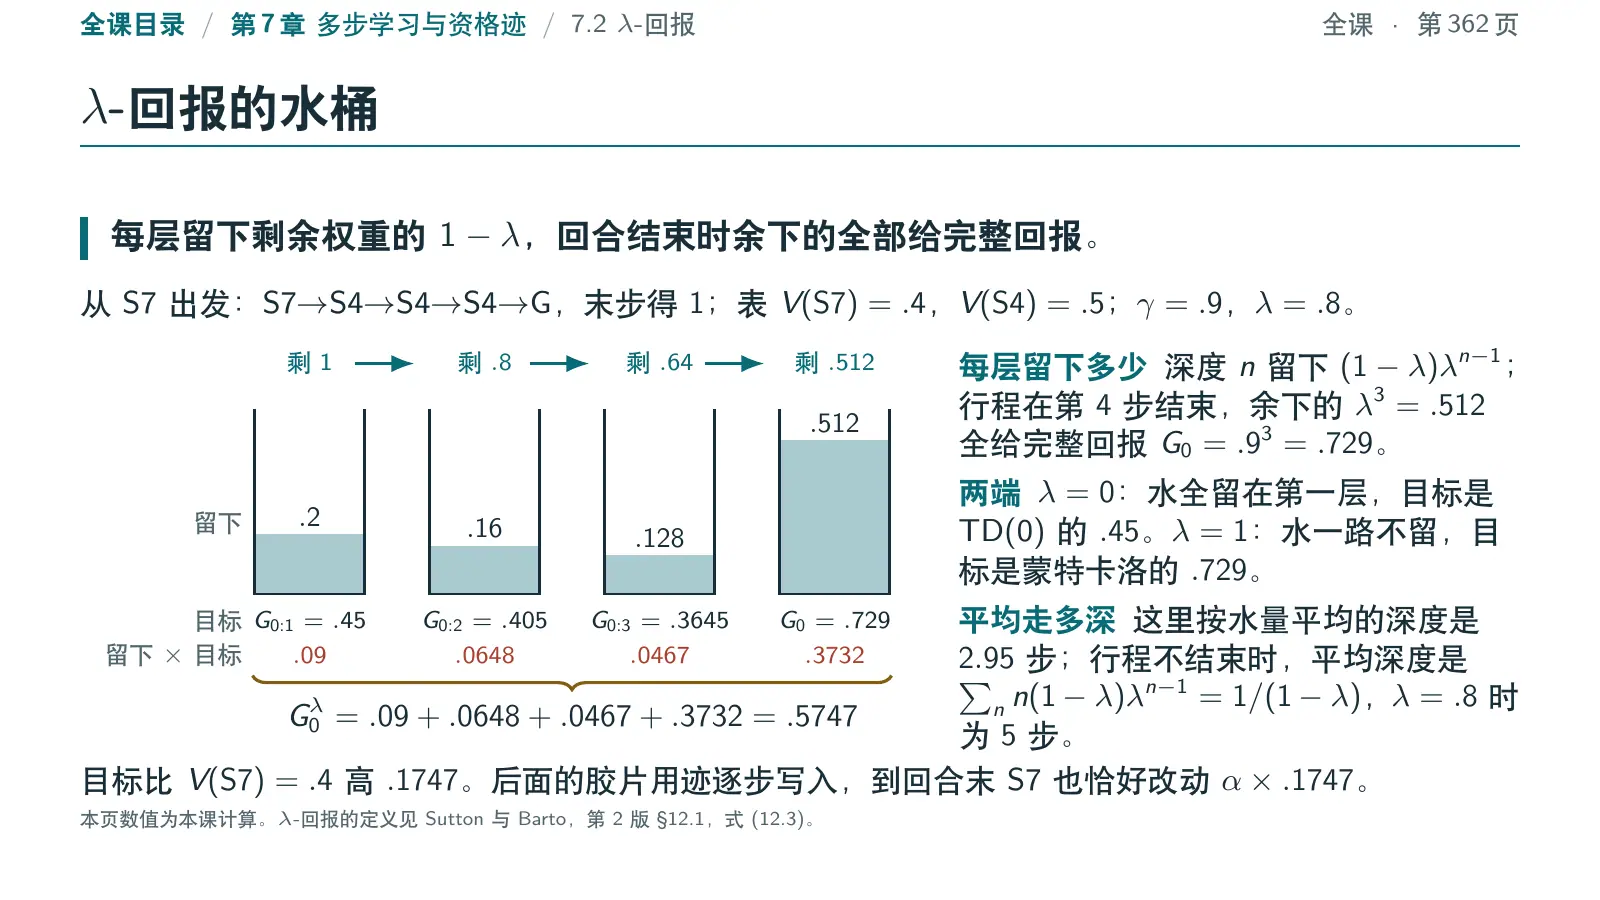 全课目录 / 第 7 章 多步学习与资格迹 / 7.2 λ-回报
全课 · 第 362 页
λ-回报的水桶
每层留下剩余权重的 1 − λ，回合结束时余下的全部给完整回报。
从 S7 出发：S7→S4→S4→S4→G，末步得 1；表 V(S7) = .4，V(S4) = .5；γ = .9，λ = .8。
剩 1 剩 .8 剩 .64 剩 .512
留下 .2 .16 .128 .512
目标 G₀:₁ = .45 G₀:₂ = .405 G₀:₃ = .3645 G₀ = .729
留下 × 目标 .09 .0648 .0467 .3732
G₀^λ = .09 + .0648 + .0467 + .3732 = .5747
每层留下多少 深度 n 留下 (1 − λ)λⁿ⁻¹；
行程在第 4 步结束，余下的 λ³ = .512
全给完整回报 G₀ = .9³ = .729。
两端 λ = 0：水全留在第一层，目标是
TD(0) 的 .45。λ = 1：水一路不留，目
标是蒙特卡洛的 .729。
平均走多深 这里按水量平均的深度是
2.95 步；行程不结束时，平均深度是
∑ₙ n(1 − λ)λⁿ⁻¹ = 1/(1 − λ)，λ = .8 时
为 5 步。
目标比 V(S7) = .4 高 .1747。后面的胶片用迹逐步写入，到回合末 S7 也恰好改动 α × .1747。
本页数值为本课计算。λ-回报的定义见 Sutton 与 Barto，第 2 版 §12.1，式 (12.3)。